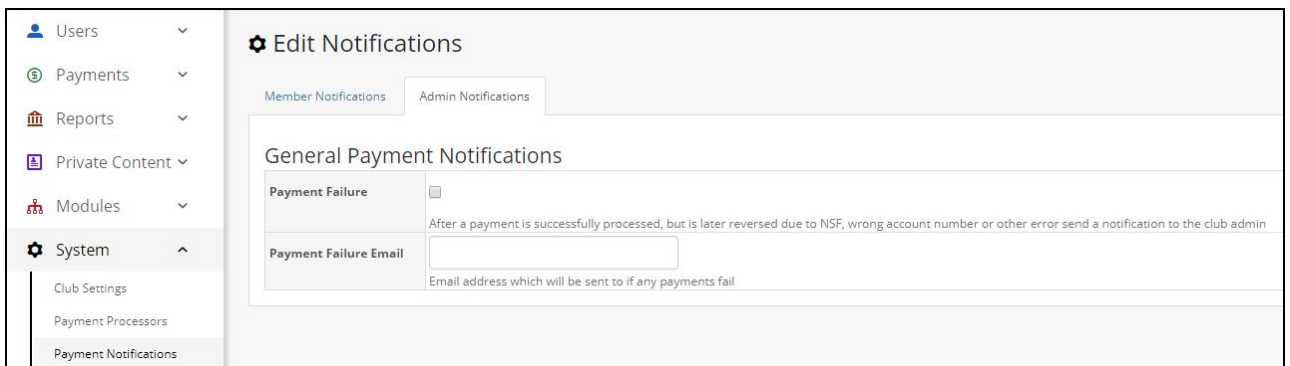 Users
Payments
Reports
Private Content
Modules
System
Club Settings
Payment Processors
Payment Notifications
Edit Notifications
Member Notifications
Admin Notifications
General Payment Notifications
Payment Failure
After a payment is successfully processed, but is later reversed due to NSF, wrong account number or other error send a notification to the club admin
Payment Failure Email
Email address which will be sent to if any payments fail